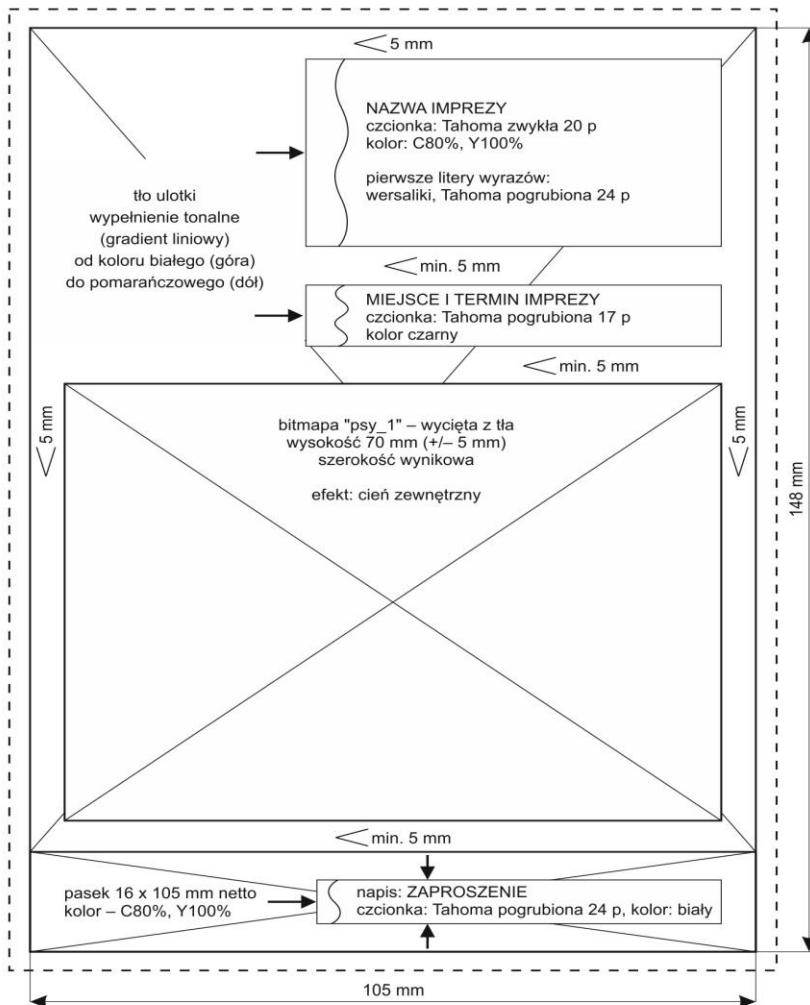 5 mm
NAZWA IMPREZY
czcionka: Tahoma zwykła 20 p
kolor: C80%, Y100%
pierwsze litery wyrazów:
wersaliki, Tahoma pogrubiona 24 p
tło ulotki
wypełnienie tonalne
(gradient liniowy)
od koloru białego (góra)
do pomarańczowego (dół)
min. 5 mm
MIEJSCE I TERMIN IMPREZY
czcionka: Tahoma pogrubiona 17 p
kolor czarny
min. 5 mm
5 mm
bitmapa "psy_1" – wycięta z tła
wysokość 70 mm (+/– 5 mm)
szerokość wynikowa
efekt: cień zewnętrzny
5 mm
148 mm
min. 5 mm
pasek 16 x 105 mm netto
kolor – C80%, Y100%
napis: ZAPROSZENIE
czcionka: Tahoma pogrubiona 24 p, kolor: biały
105 mm